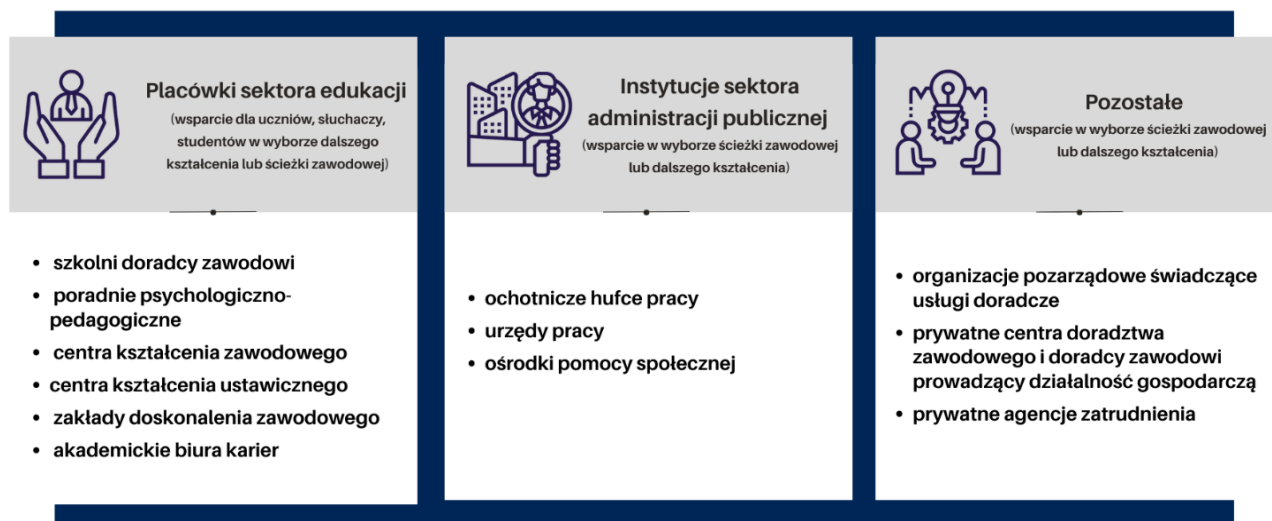 Placówki sektora edukacji
(wsparcie dla uczniów, słuchaczy,
studentów w wyborze dalszego
kształcenia lub ścieżki zawodowej)
• szkolni doradcy zawodowi
• poradnie psychologiczno-
pedagogiczne
• centra kształcenia zawodowego
• centra kształcenia ustawicznego
• zakłady doskonalenia zawodowego
• akademickie biura karier
Instytucje sektora
administracji publicznej
(wsparcie w wyborze ścieżki zawodowej
lub dalszego kształcenia)
• ochotnicze hufce pracy
• urzędy pracy
• ośrodki pomocy społecznej
Pozostałe
(wsparcie w wyborze ścieżki zawodowej
lub dalszego kształcenia)
• organizacje pozarządowe świadczące
usługi doradcze
• prywatne centra doradztwa
zawodowego i doradcy zawodowi
prowadzący działalność gospodarczą
• prywatne agencje zatrudnienia